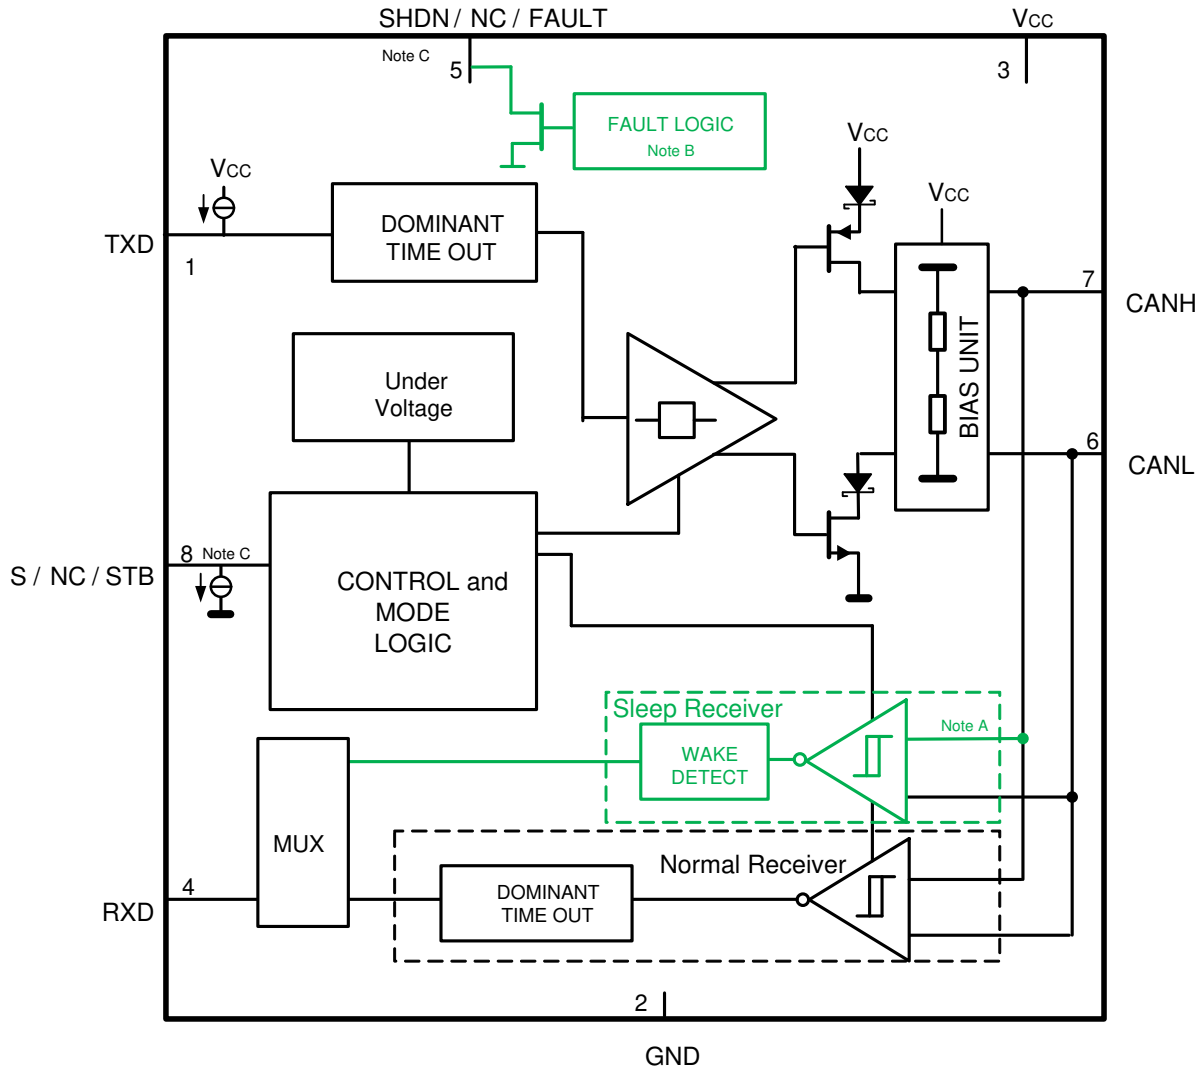 SHDN / NC / FAULT
VCC
Note C
5
3
FAULT LOGIC
Note B
VCC
VCC
VCC
DOMINANT
TIME OUT
TXD
1
7
CANH
BIAS UNIT
Under
Voltage
6
CANL
8 Note C
S / NC / STB
CONTROL and
MODE
LOGIC
Sleep Receiver
Note A
WAKE
DETECT
MUX
Normal Receiver
4
DOMINANT
TIME OUT
RXD
2
GND